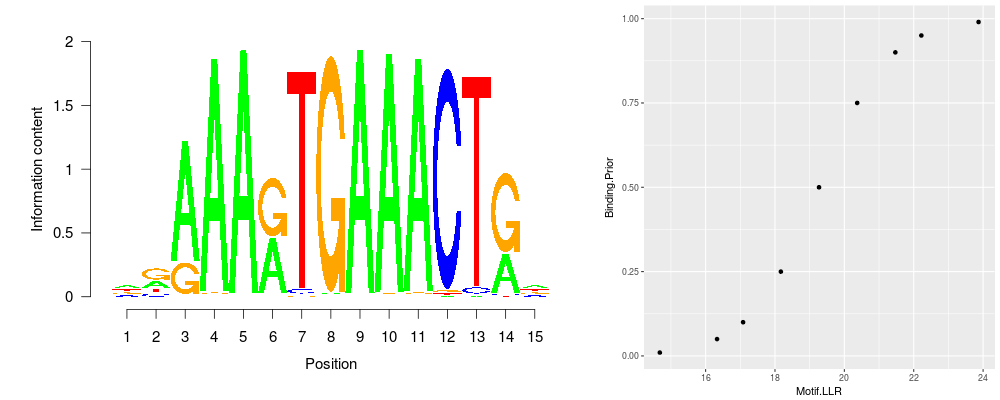 2
1.5
1
0.5
0
Information content
1 2 3 4 5 6 7 8 9 10 11 12 13 14 15
Position
G A G A A A G A T G A A A C T G A
1.00
0.75
0.50
0.25
0.00
Binding.Prior
16 18 20 22 24
Motif.LLR